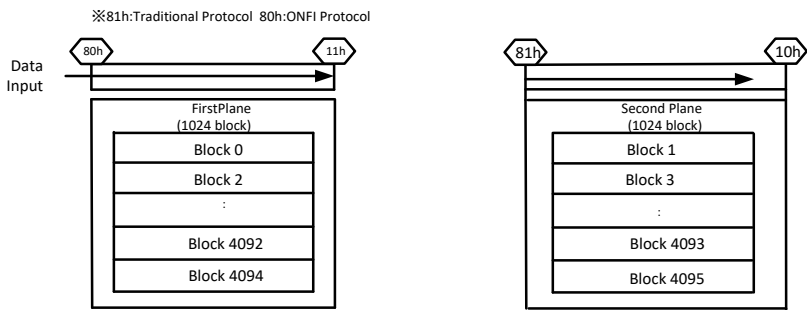 ※81h:Traditional Protocol 80h:ONFI Protocol
80h
11h
Data
Input
FirstPlane
(1024 block)
Block 0
Block 2
:
Block 4092
Block 4094
81h
10h
Second Plane
(1024 block)
Block 1
Block 3
:
Block 4093
Block 4095